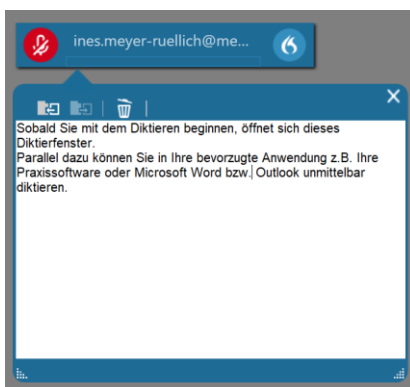 ines.meyer-ruellich@me...
Sobald Sie mit dem Diktieren beginnen, öffnet sich dieses
Diktierfenster.
Parallel dazu können Sie in Ihre bevorzugte Anwendung z.B. Ihre
Praxissoftware oder Microsoft Word bzw. Outlook unmittelbar
diktieren.